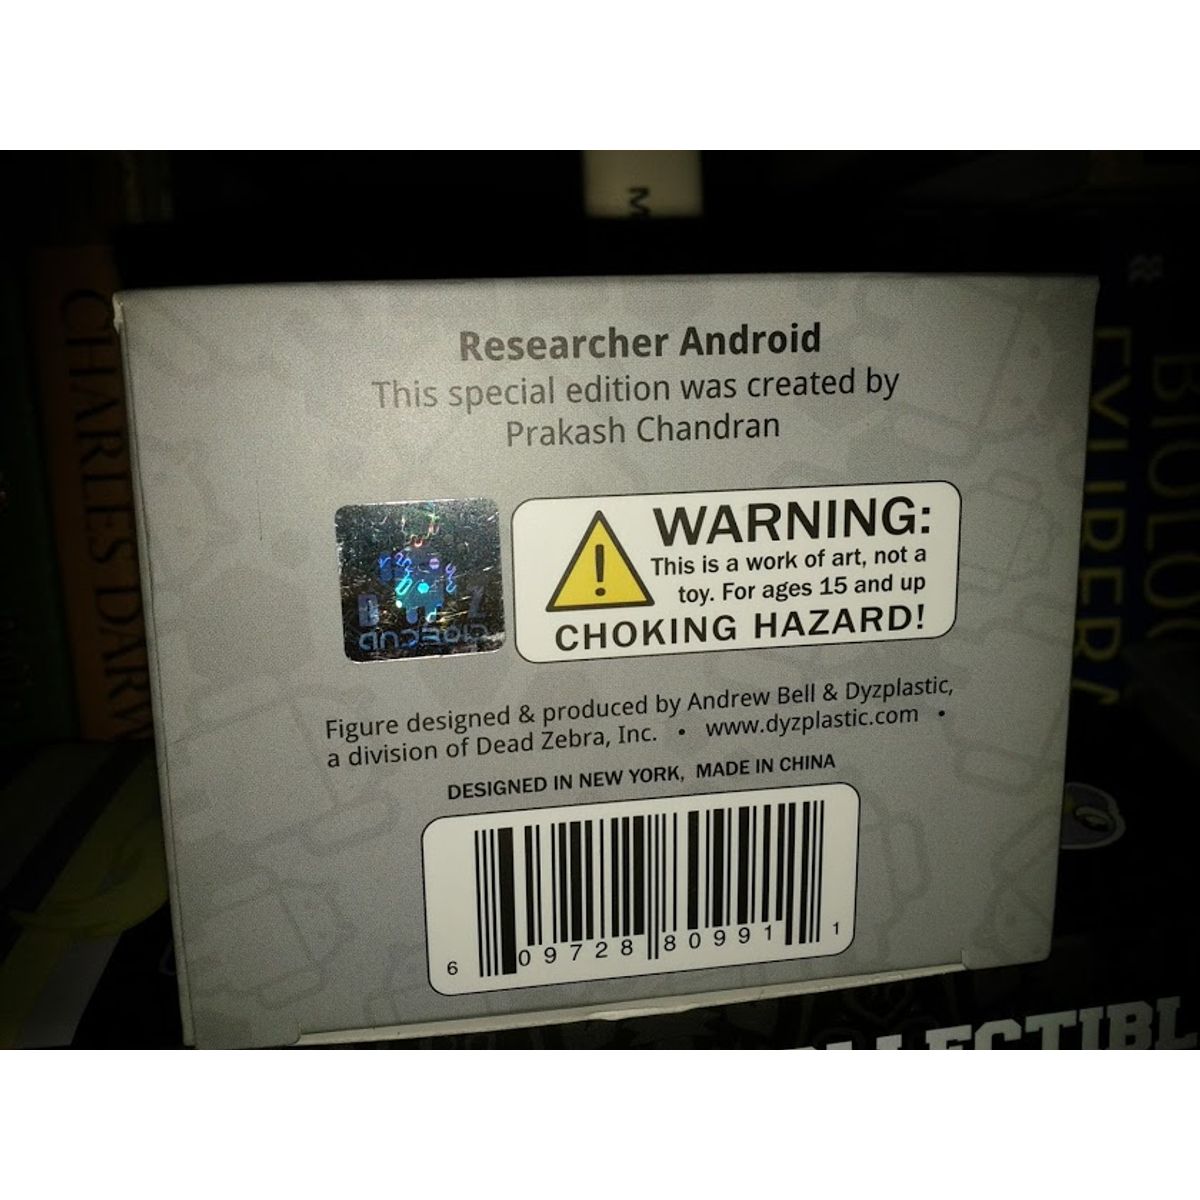 M
CHARLES DARW
Researcher Android
This special edition was created by
Prakash Chandran
WARNING:
This is a work of art, not a
toy. For ages 15 and up
CHOKING HAZARD!
ANDROID
Figure designed & produced by Andrew Bell & Dyzplastic,
a division of Dead Zebra, Inc. • www.dyzplastic.com •
DESIGNED IN NEW YORK, MADE IN CHINA
6 09728 80991 1